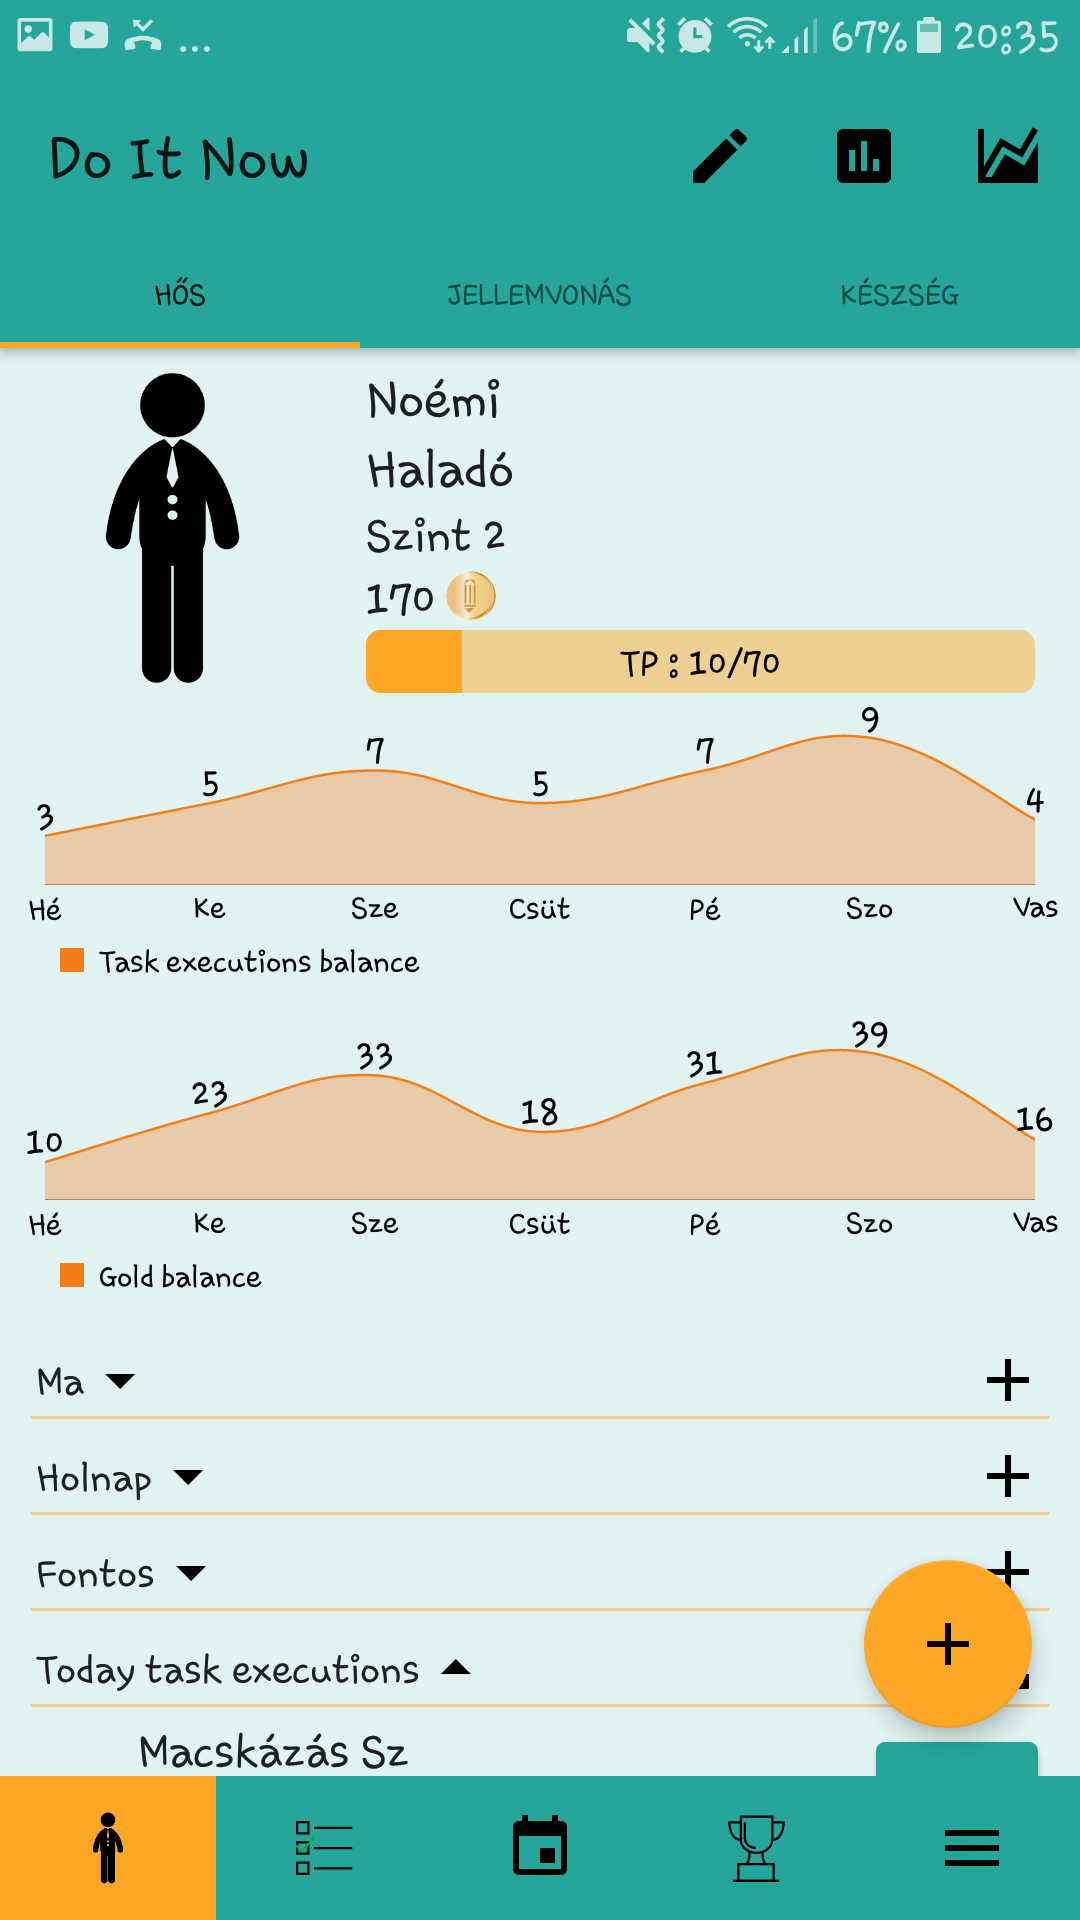 ... 67% 20:35
Do It Now
HŐS JELLEMVONÁS KÉSZSÉG
Noémi
Haladó
Szint 2
170
TP : 10/70
3 5 7 5 7 9 4
Hé Ke Sze Csüt Pé Szo Vas
Task executions balance
10 23 33 18 31 39 16
Hé Ke Sze Csüt Pé Szo Vas
Gold balance
Ma
Holnap
Fontos
Today task executions
Macskázás Sz